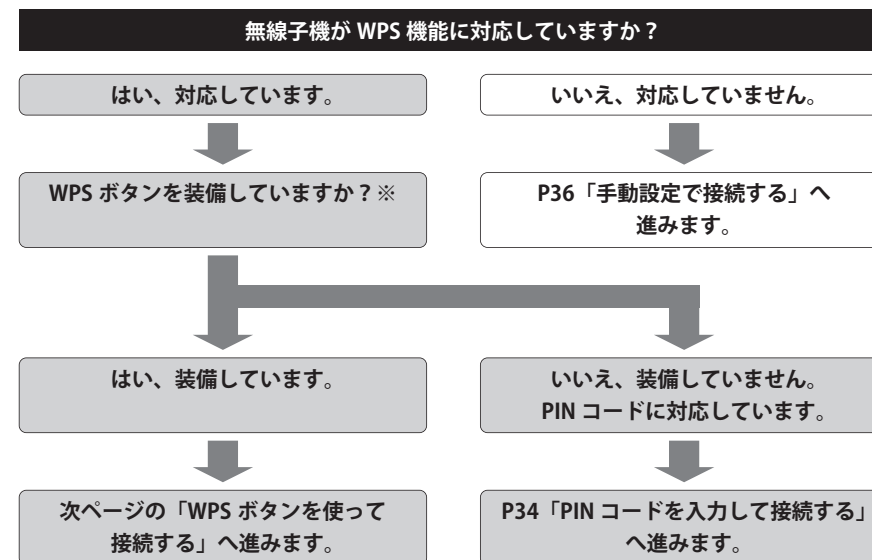 無線子機が WPS 機能に対応していますか？
はい、対応しています。
いいえ、対応していません。
WPS ボタンを装備していますか？※
P36「手動設定で接続する」へ
進みます。
はい、装備しています。
いいえ、装備していません。
PIN コードに対応しています。
次ページの「WPS ボタンを使って
接続する」へ進みます。
P34「PIN コードを入力して接続する」
へ進みます。